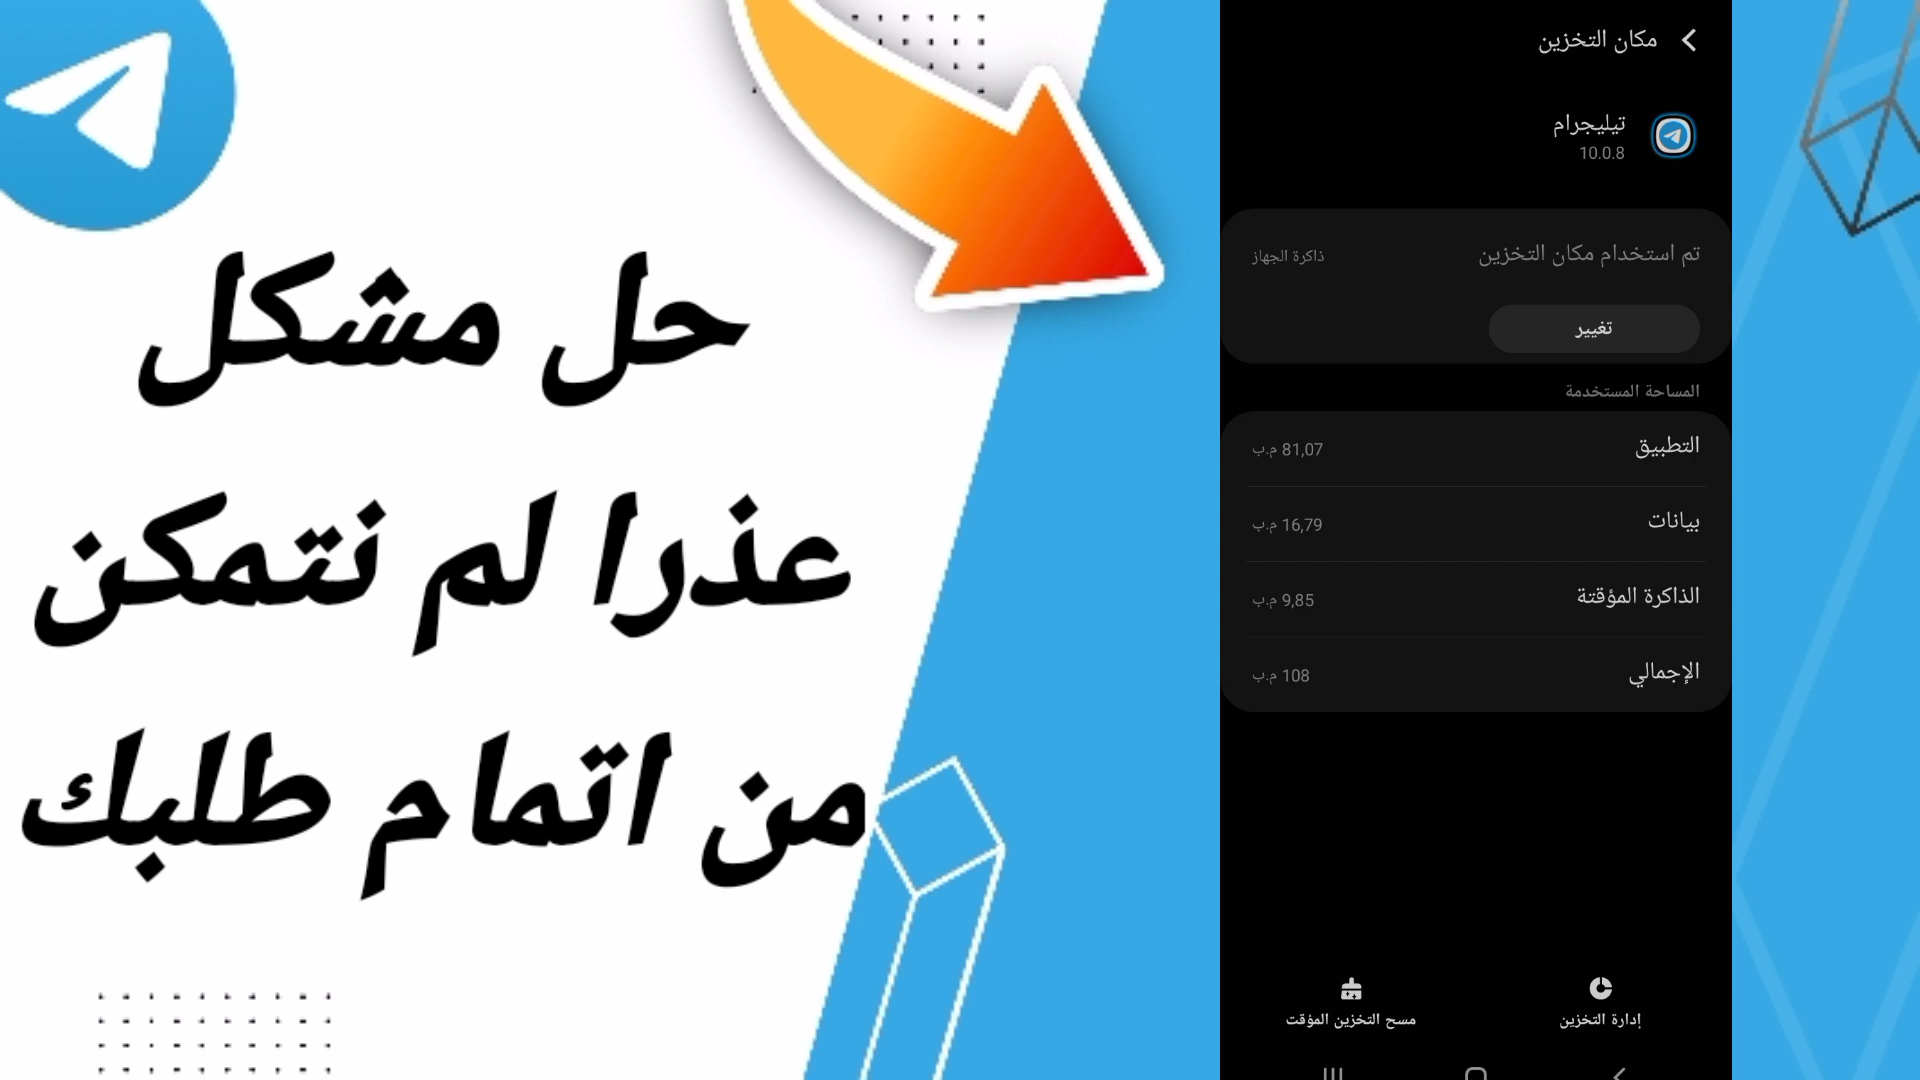 حل مشكل
عذرا لم نتمكن
من اتمام طلبك
مكان التخزين
تيليجرام
10.0.8
تم استخدام مكان التخزين
ذاكرة الجهاز
تغيير
المساحة المستخدمة
التطبيق
81,07 م.ب
بيانات
16,79 م.ب
الذاكرة المؤقتة
9,85 م.ب
الإجمالي
108 م.ب
إدارة التخزين
مسح التخزين المؤقت